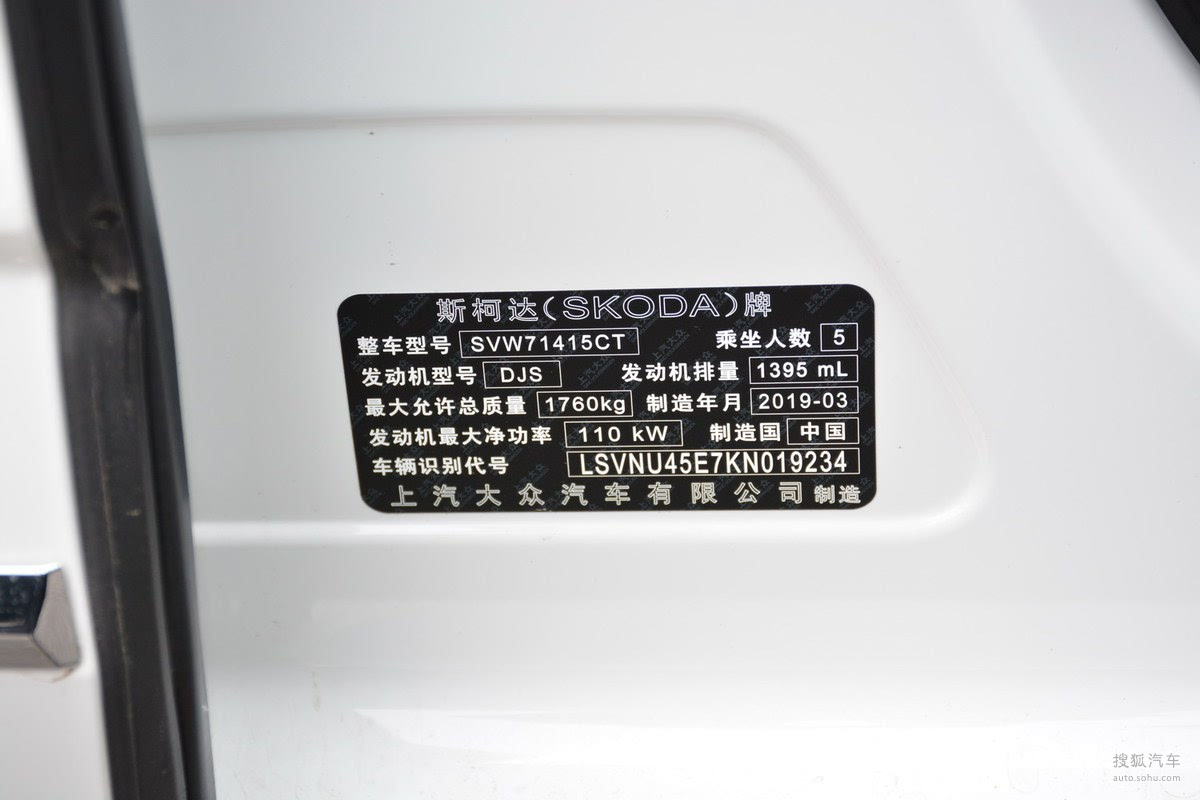 斯柯达(SKODA)牌
整车型号 SVW71415CT 乘坐人数 5
发动机型号 DJS 发动机排量 1395 mL
最大允许总质量 1760kg 制造年月 2019-03
发动机最大净功率 110 kW 制造国 中国
车辆识别代号 LSVNU45E7KN019234
上汽大众汽车有限公司 制造
搜狐汽车
auto.sohu.com